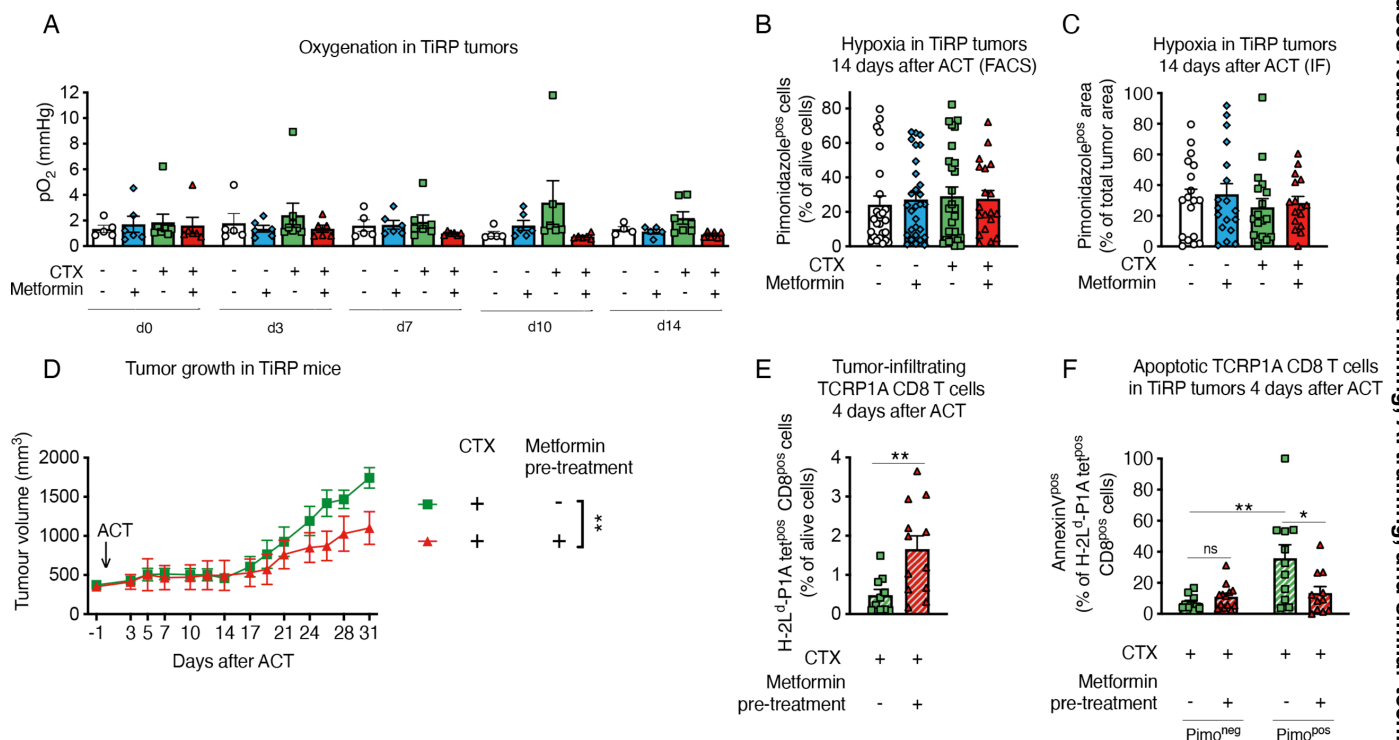 A
Oxygenation in TiRP tumors
pO2 (mmHg)
12
10
8
6
4
2
0
CTX - - + + - - + + - - + + - - + + - - + +
Metformin - + - + - + - + - + - + - + - + - + - +
d0 d3 d7 d10 d14
B
Hypoxia in TiRP tumors
14 days after ACT (FACS)
Pimonidazolepos cells
(% of alive cells)
80
60
40
20
0
CTX - - + +
Metformin - + - +
C
Hypoxia in TiRP tumors
14 days after ACT (IF)
Pimonidazolepos area
(% of total tumor area)
100
80
60
40
20
0
CTX - - + +
Metformin - + - +
D
Tumor growth in TiRP mice
Tumour volume (mm3)
2000
1500
1000
500
0
ACT
-1 3 5 7 10 14 17 21 24 28 31
Days after ACT
CTX Metformin
pre-treatment
+ -
+ +
**
E
Tumor-infiltrating
TCRP1A CD8 T cells
4 days after ACT
H-2Ld-P1A tetpos CD8pos cells
(% of alive cells)
4
3
2
1
0
**
CTX + +
Metformin
pre-treatment - +
F
Apoptotic TCRP1A CD8 T cells
in TiRP tumors 4 days after ACT
AnnexinVpos
(% of H-2Ld-P1A tetpos
CD8pos cells)
100
80
60
40
20
0
ns
**
*
CTX + + + +
Metformin
pre-treatment - + - +
Pimoneg Pimopos